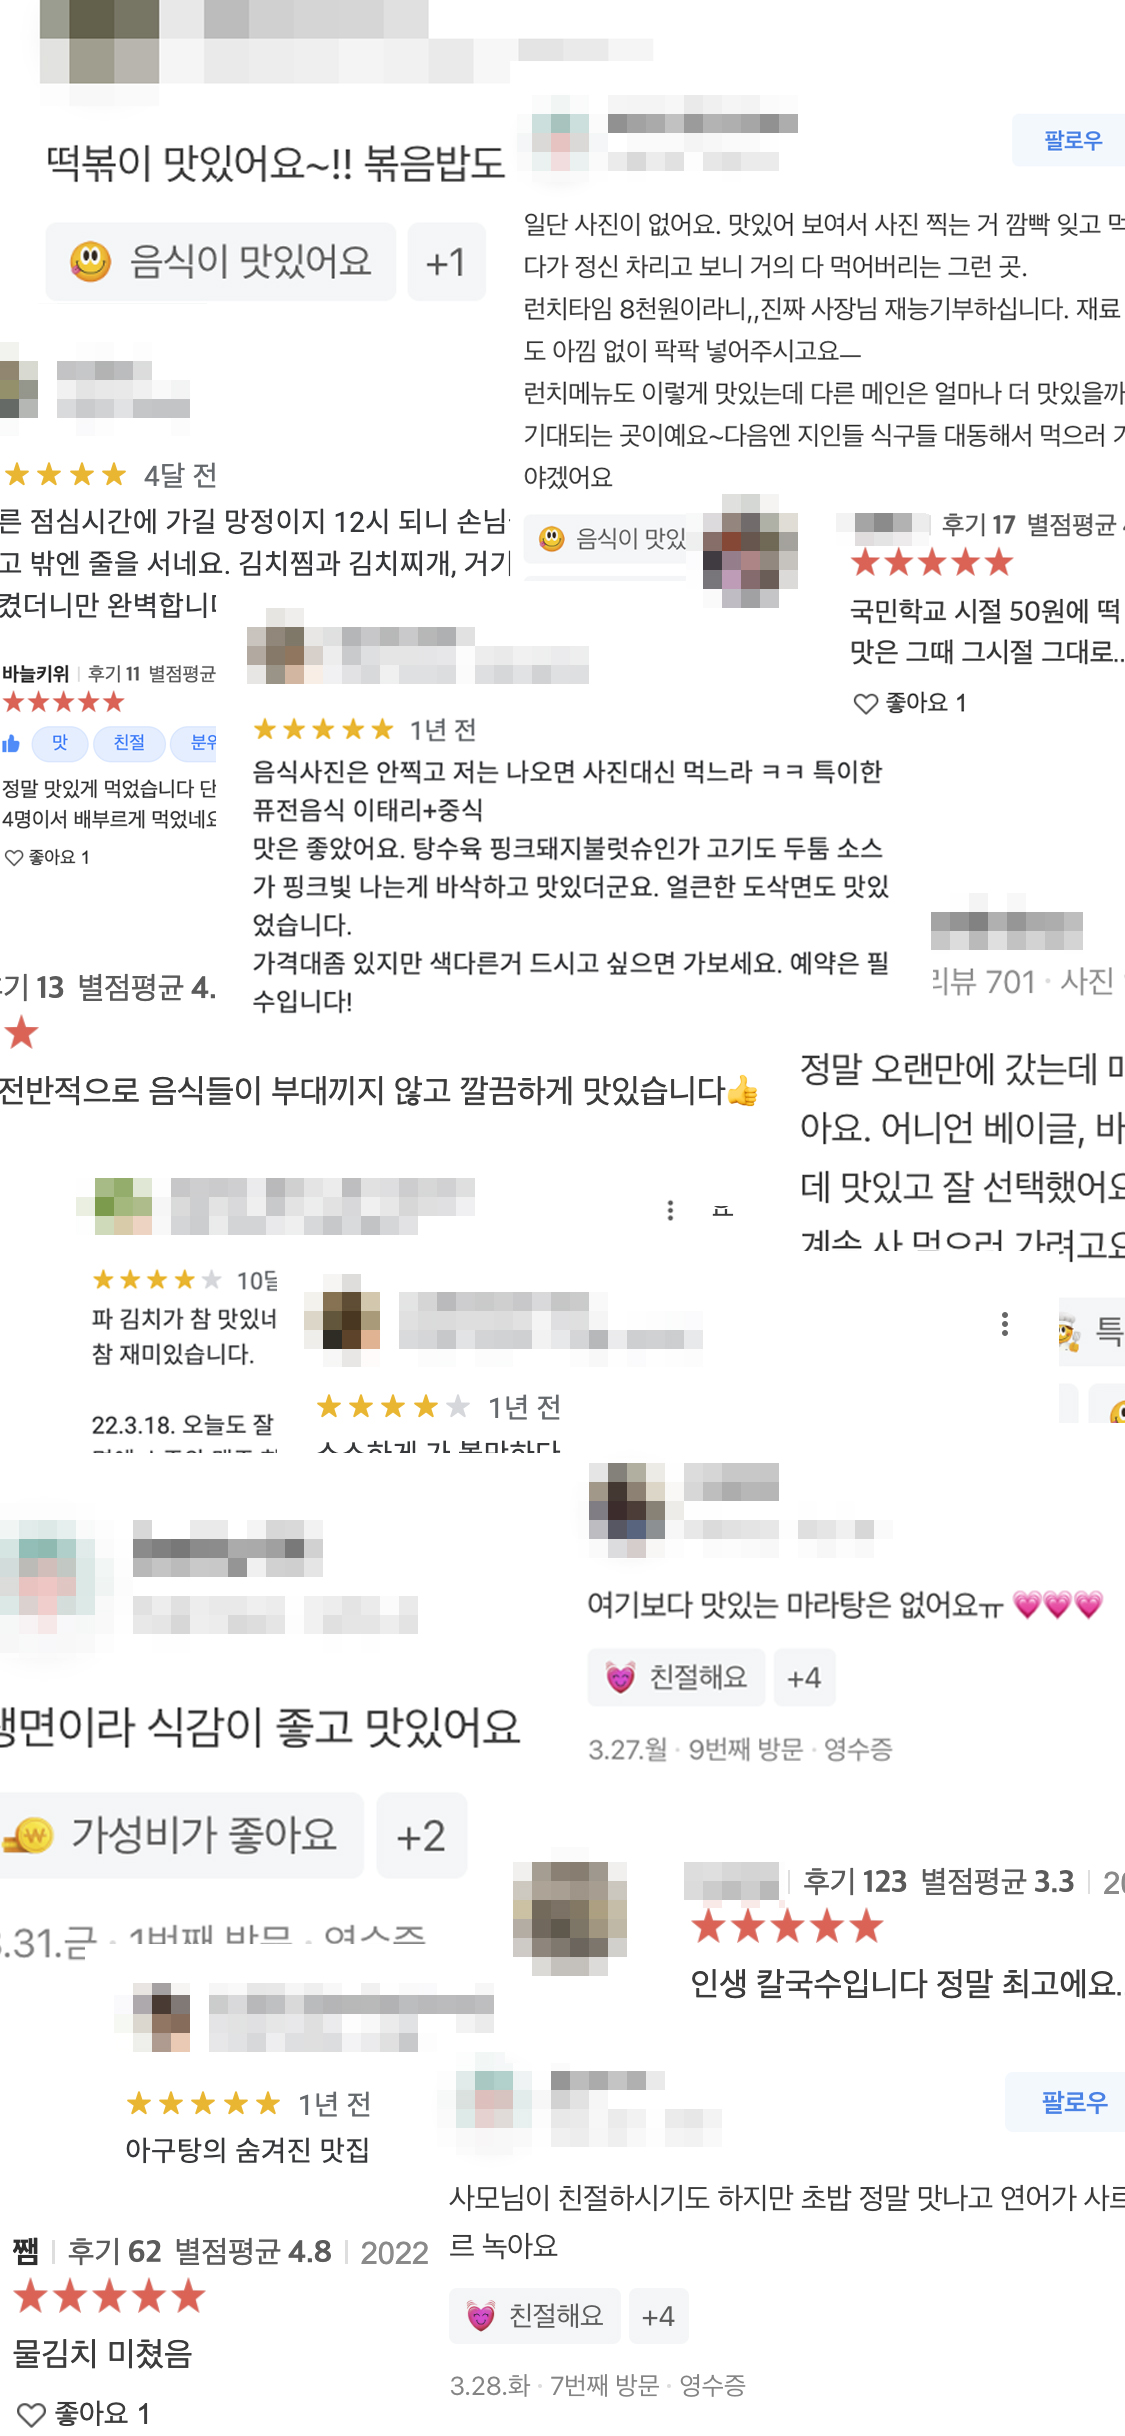 떡볶이 맛있어요~!! 볶음밥도
음식이 맛있어요 +1
팔로우
일단 사진이 없어요. 맛있어 보여서 사진 찍는 거 깜빡 잊고 먹
다가 정신 차리고 보니 거의 다 먹어버리는 그런 곳.
런치타임 8천원이라니,,진짜 사장님 재능기부하십니다. 재료
도 아낌 없이 팍팍 넣어주시고요ㅡ
런치메뉴도 이렇게 맛있는데 다른 메인은 얼마나 더 맛있을까
기대되는 곳이예요~다음엔 지인들 식구들 대동해서 먹으러 가
야겠어요
음식이 맛있
4달 전
른 점심시간에 가길 망정이지 12시 되니 손님
고 밖엔 줄을 서네요. 김치찜과 김치찌개, 거기
켰더니만 완벽합니다
후기 17 별점평균
국민학교 시절 50원에 떡
맛은 그때 그시절 그대로..
좋아요 1
바늘키위 후기 11 별점평균
맛 친절 분위
정말 맛있게 먹었습니다 단
4명이서 배부르게 먹었네요
좋아요 1
1년 전
음식사진은 안찍고 저는 나오면 사진대신 먹느라 ㅋㅋ 특이한
퓨전음식 이태리+중식
맛은 좋았어요. 탕수육 핑크돼지불럿슈인가 고기도 두툼 소스
가 핑크빛 나는게 바삭하고 맛있더군요. 얼큰한 도삭면도 맛있
었습니다.
가격대좀 있지만 색다른거 드시고 싶으면 가보세요. 예약은 필
수입니다!
후기 13 별점평균 4.
전반적으로 음식들이 부대끼지 않고 깔끔하게 맛있습니다👍
리뷰 701 · 사진
정말 오랜만에 갔는데
아요. 어니언 베이글, 바
데 맛있고 잘 선택했어요
계속 사 먹으러 가려고요
특
10달
파 김치가 참 맛있네
참 재미있습니다.
22.3.18. 오늘도 잘
1년 전
소소하게 가 볼만하다
여기보다 맛있는 마라탕은 없어요ㅠ 💗💗💗
친절해요 +4
3.27.월 · 9번째 방문 · 영수증
생면이라 식감이 좋고 맛있어요
가성비가 좋아요 +2
3.31.금 · 1번째 방문 · 영수증
후기 123 별점평균 3.3
인생 칼국수입니다 정말 최고에요.
1년 전
아구탕의 숨겨진 맛집
팔로우
사모님이 친절하시기도 하지만 초밥 정말 맛나고 연어가 사르
르 녹아요
친절해요 +4
3.28.화 · 7번째 방문 · 영수증
쨈 후기 62 별점평균 4.8 2022
물김치 미쳤음
좋아요 1